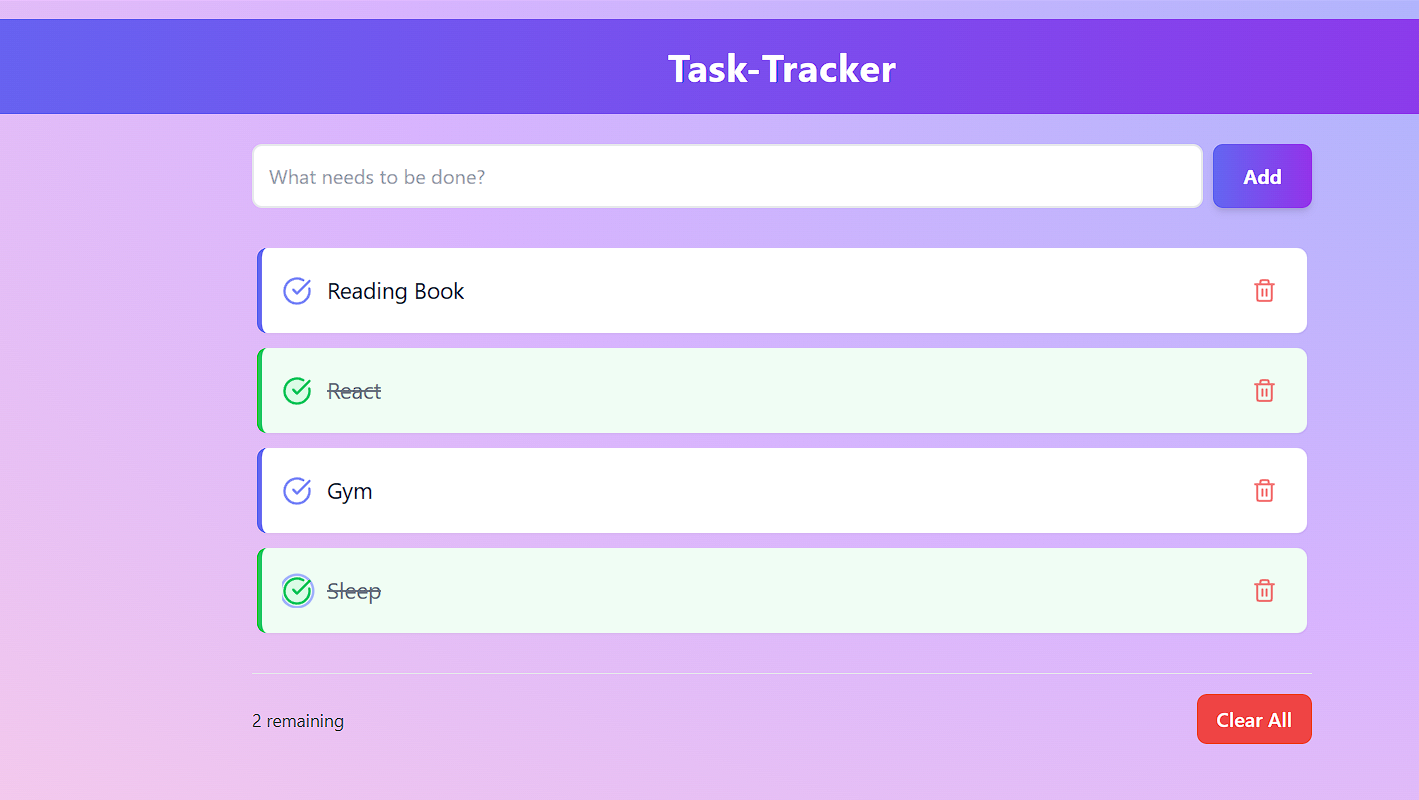 Task-Tracker
What needs to be done?
Add
Reading Book
React
Gym
Sleep
2 remaining
Clear All